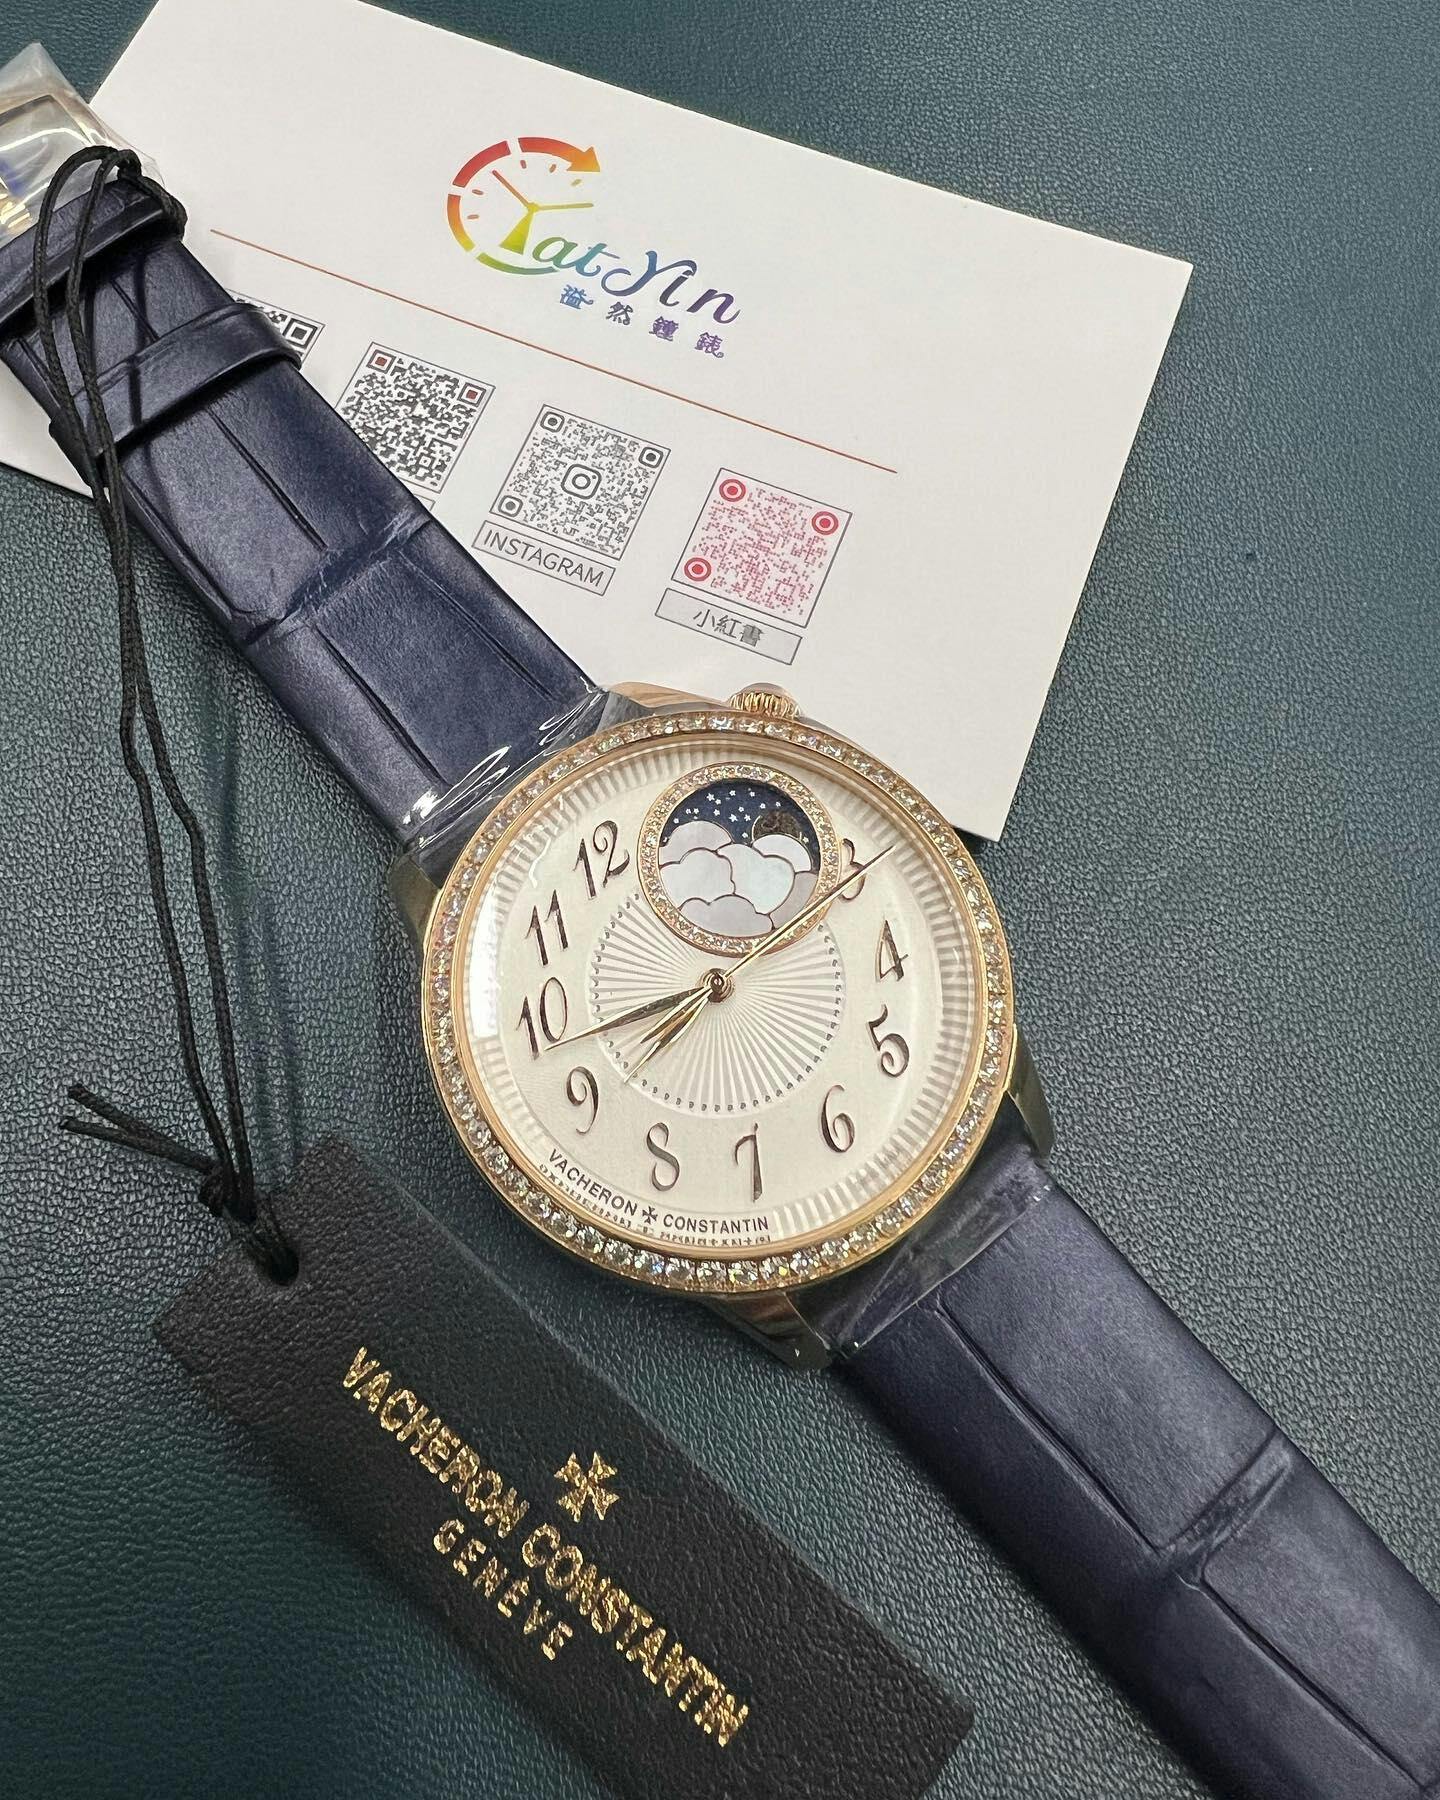 Yat Yin
溢然鐘錶
INSTAGRAM
小紅書
12
3
11
4
10
5
9
6
8
7
VACHERON CONSTANTIN
VACHERON CONSTANTIN
GENÈVE